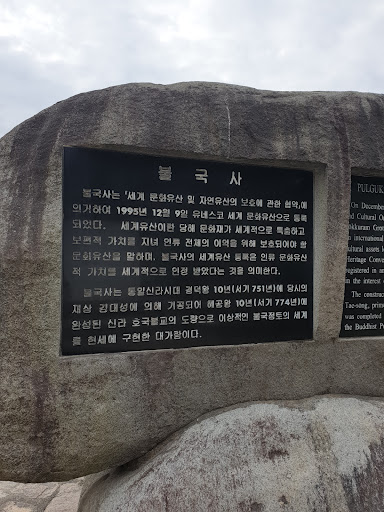 불국사
불국사는 '세계 문화유산 및 자연유산의 보호에 관한 협약'에
의거하여 1995년 12월 9일 유네스코 세계 문화유산으로 등록
되었다. 세계유산이란 당해 문화재가 세계적으로 특출하고
보편적 가치를 지녀 인류 전체의 이익을 위해 보호되어야 할
문화유산을 말하며, 불국사의 세계유산 등록은 인류 문화유산
적 가치를 세계적으로 인정 받았다는 것을 의미한다.
불국사는 통일신라시대 경덕왕 10년(서기 751년)에 당시의
재상 김대성에 의해 기공되어 혜공왕 10년(서기 774년)에
완성된 신라 호국불교의 도량으로 이상적인 불국정토의 세계
를 현세에 구현한 대가람이다.
PULGUK
On December
and Cultural Or
Sokkuram Grot
is international
cultural assets
Heritage Conve
registered in
in the interest
The constru
Tae-sŏng, prime
was completed
the Buddhist P